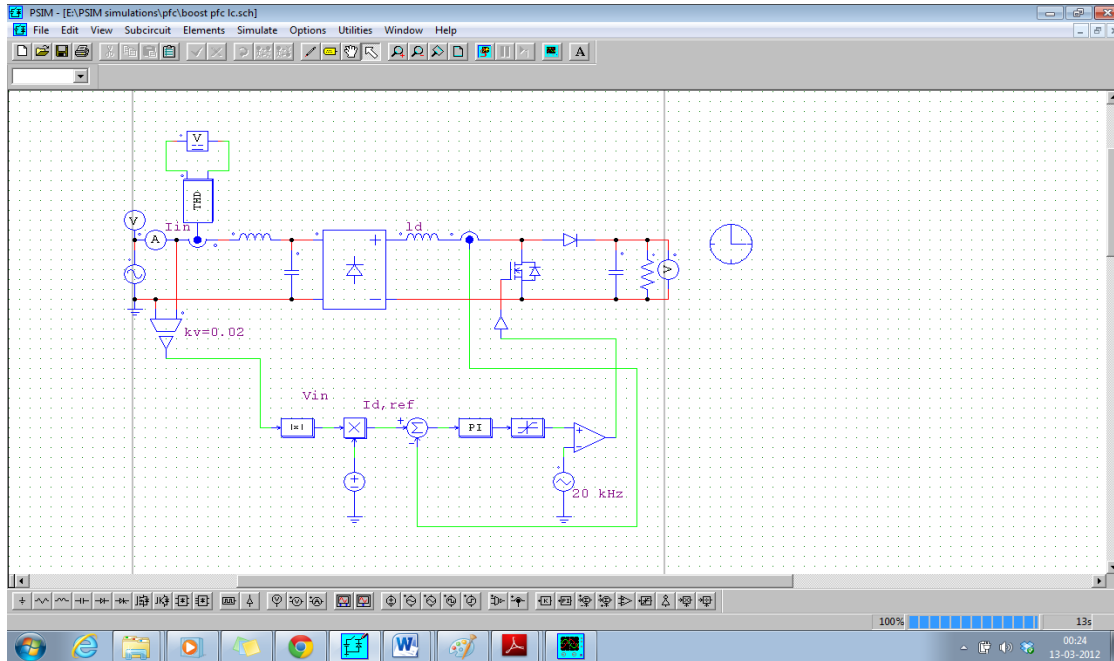 PSIM - [E:\PSIM simulations\pfc\boost pfc lc.sch]
File Edit View Subcircuit Elements Simulate Options Utilities Window Help
A
V
THD
V
Iin
A
ld
V
kv=0.02
Vin
Id,ref
|x|
Σ
PI
20 kHz
100%
13s
00:24
13-03-2012